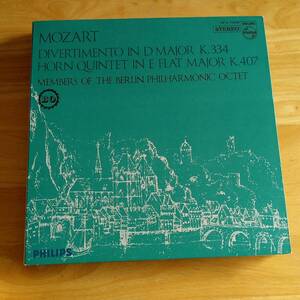 MOZART
DIVERTIMENTO IN D MAJOR K.334
HORN QUINTET IN E FLAT MAJOR K.407
MEMBERS OF THE BERLIN PHILHARMONIC OCTET
STEREO
BO
PHILIPS